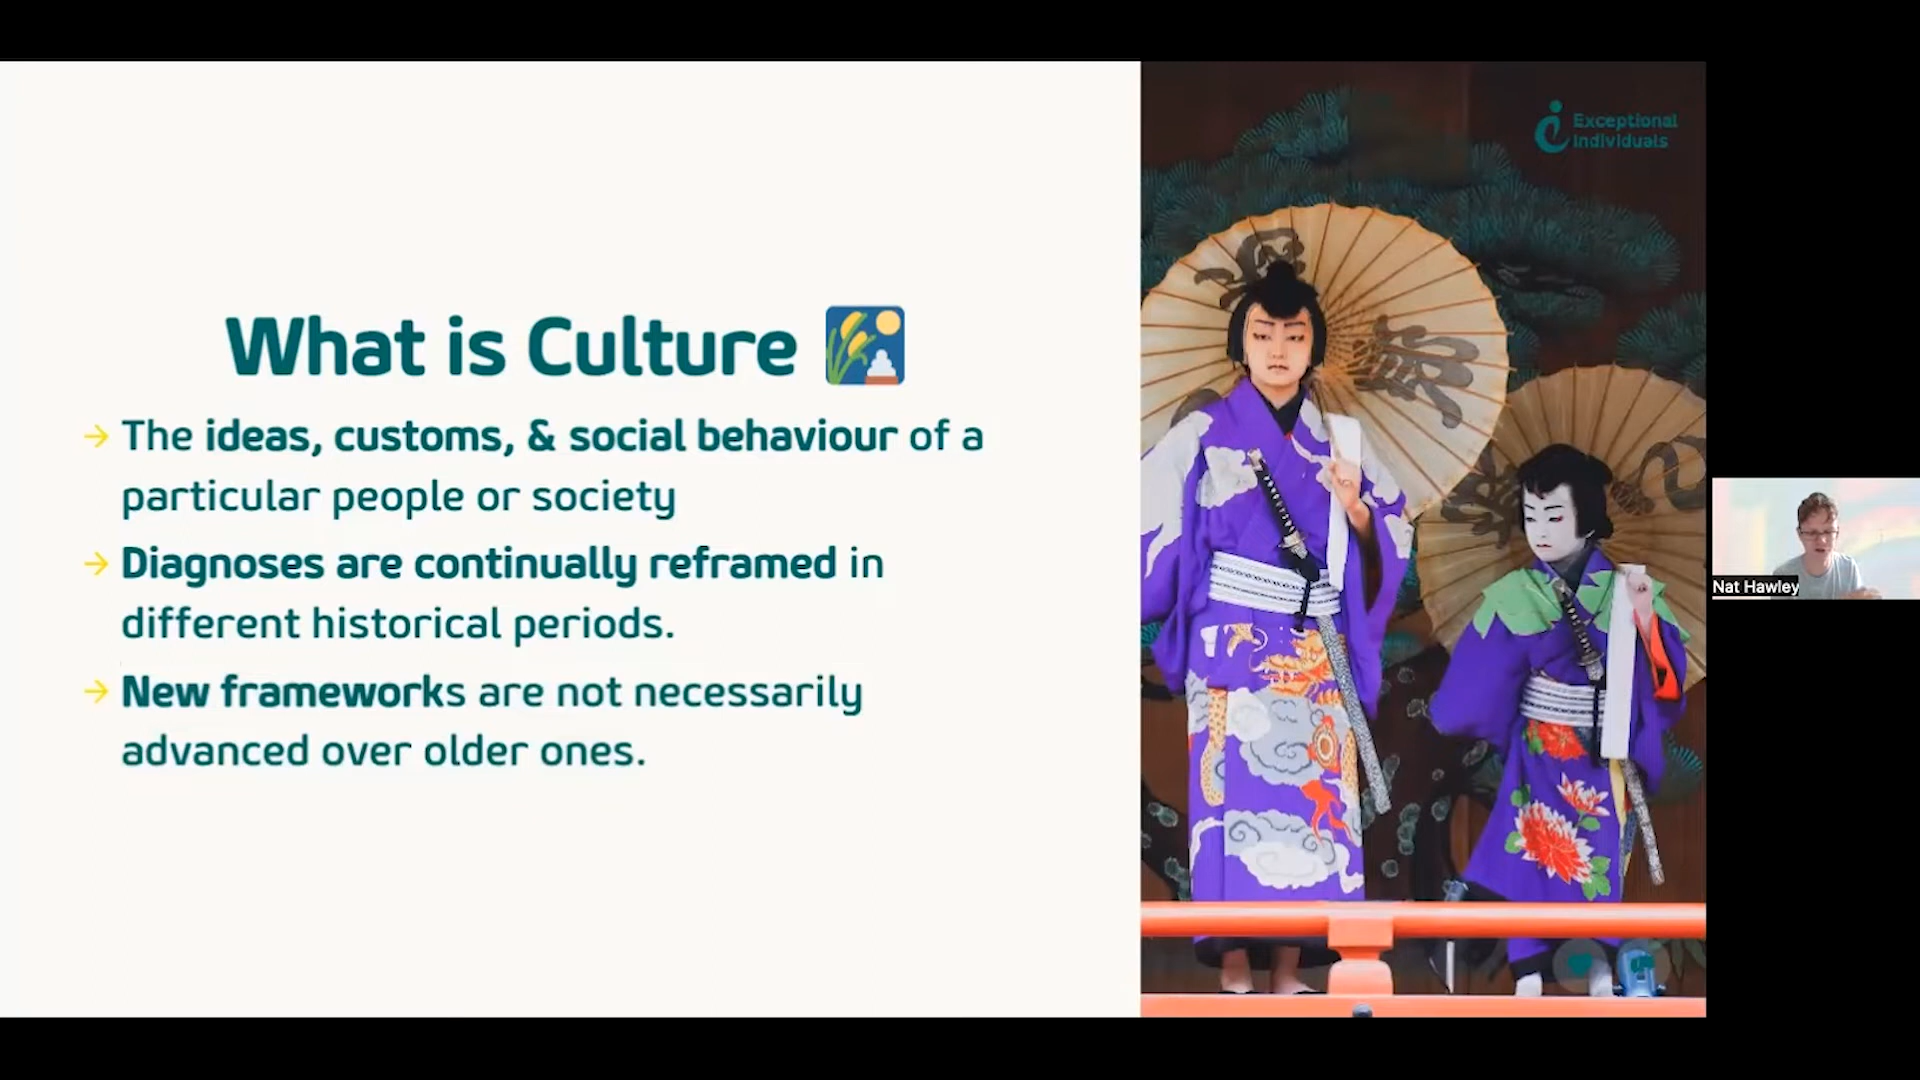 What is Culture
→ The ideas, customs, & social behaviour of a
particular people or society
→ Diagnoses are continually reframed in
different historical periods.
→ New frameworks are not necessarily
advanced over older ones.
Exceptional
Individuals
Nat Hawley